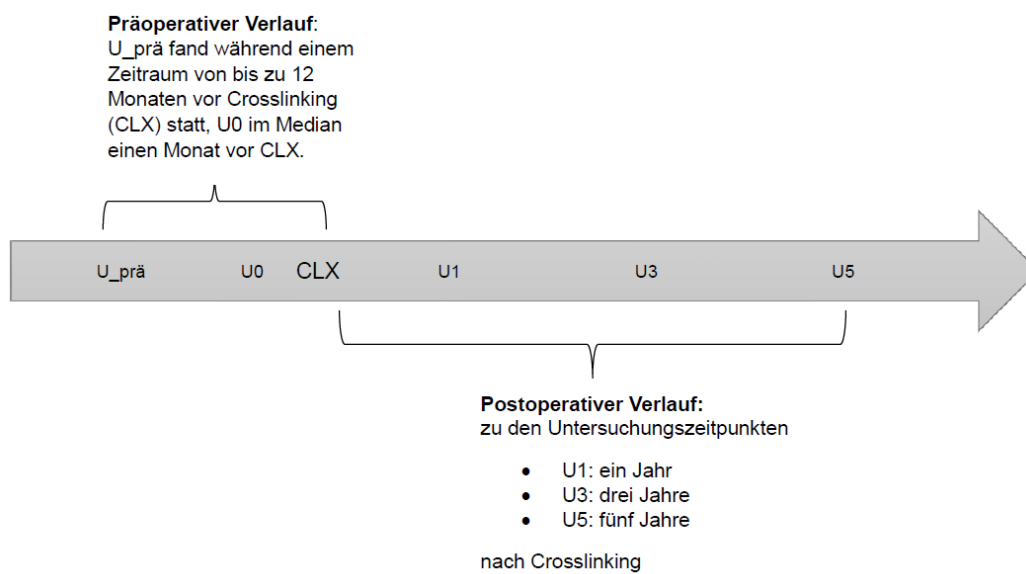 Präoperativer Verlauf:
U_prä fand während einem
Zeitraum von bis zu 12
Monaten vor Crosslinking
(CLX) statt, U0 im Median
einen Monat vor CLX.
U_prä U0 CLX U1 U3 U5
Postoperativer Verlauf:
zu den Untersuchungszeitpunkten
• U1: ein Jahr
• U3: drei Jahre
• U5: fünf Jahre
nach Crosslinking